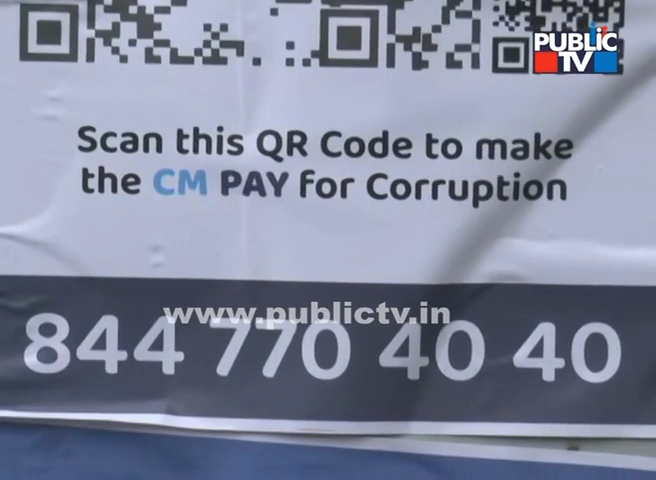 PUBLiC
TV
Scan this QR Code to make
the CM PAY for Corruption
www.publictv.in
844 770 40 40